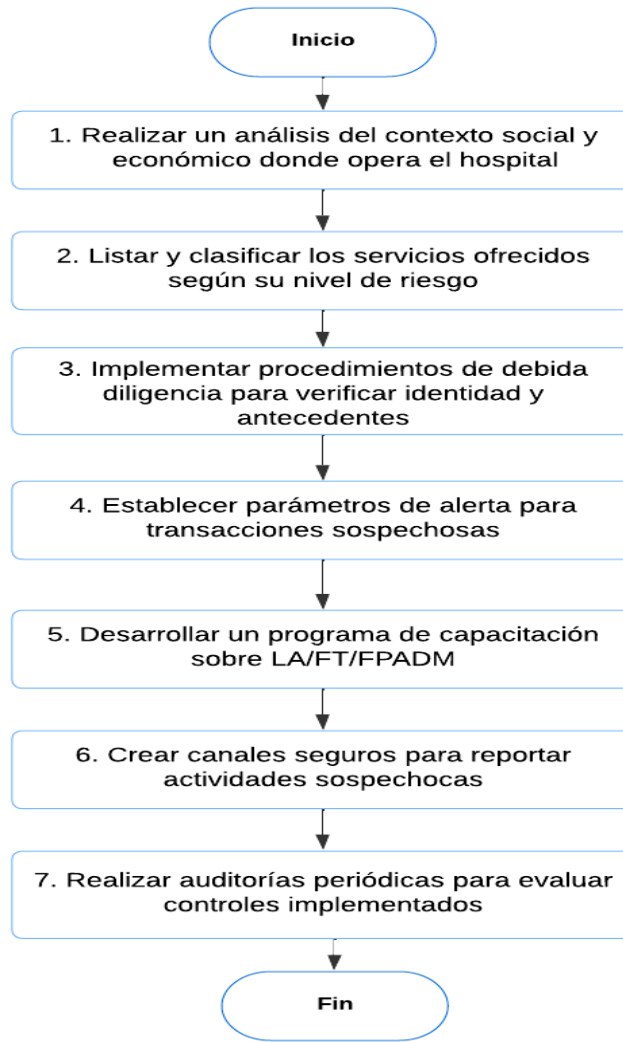 Inicio
1. Realizar un análisis del contexto social y
económico donde opera el hospital
2. Listar y clasificar los servicios ofrecidos
según su nivel de riesgo
3. Implementar procedimientos de debida
diligencia para verificar identidad y
antecedentes
4. Establecer parámetros de alerta para
transacciones sospechosas
5. Desarrollar un programa de capacitación
sobre LA/FT/FPADM
6. Crear canales seguros para reportar
actividades sospechocas
7. Realizar auditorías periódicas para evaluar
controles implementados
Fin